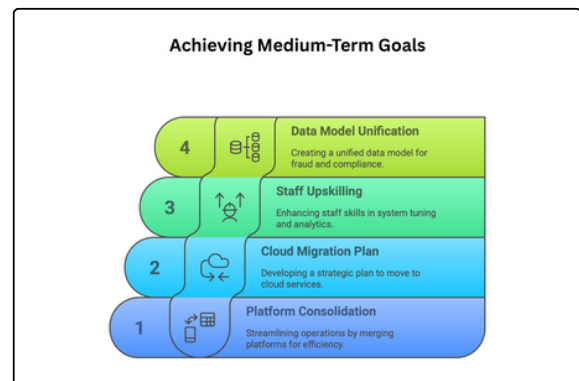 Achieving Medium-Term Goals
4
Data Model Unification
Creating a unified data model for
fraud and compliance.
3
Staff Upskilling
Enhancing staff skills in system tuning
and analytics.
2
Cloud Migration Plan
Developing a strategic plan to move to
cloud services.
1
Platform Consolidation
Streamlining operations by merging
platforms for efficiency.